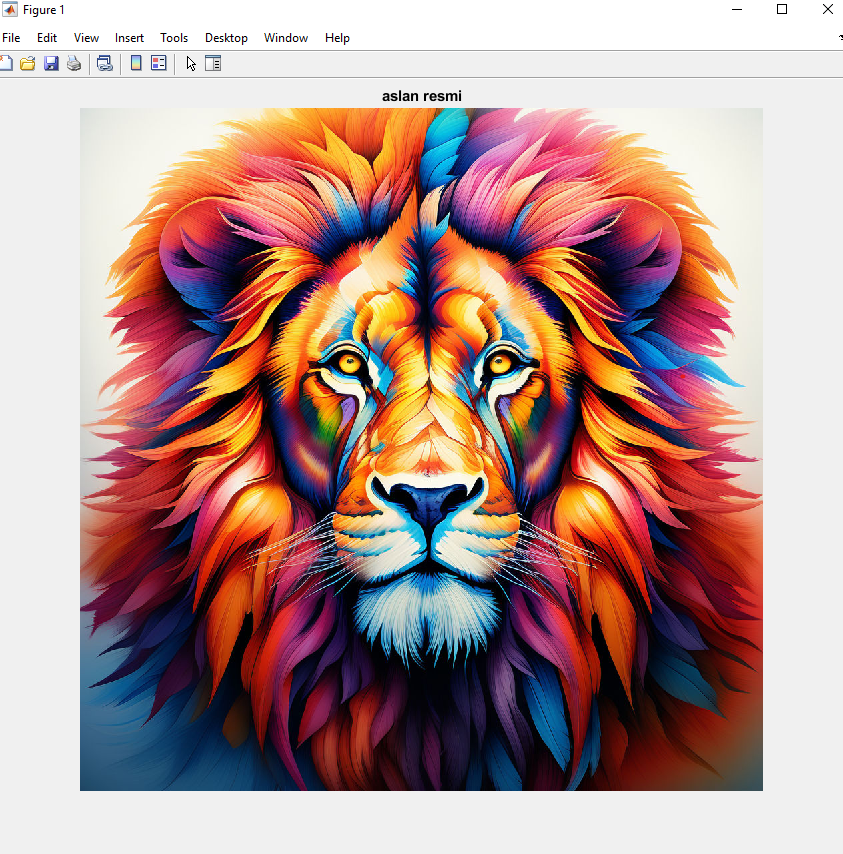 Figure 1
File Edit View Insert Tools Desktop Window Help
aslan resmi